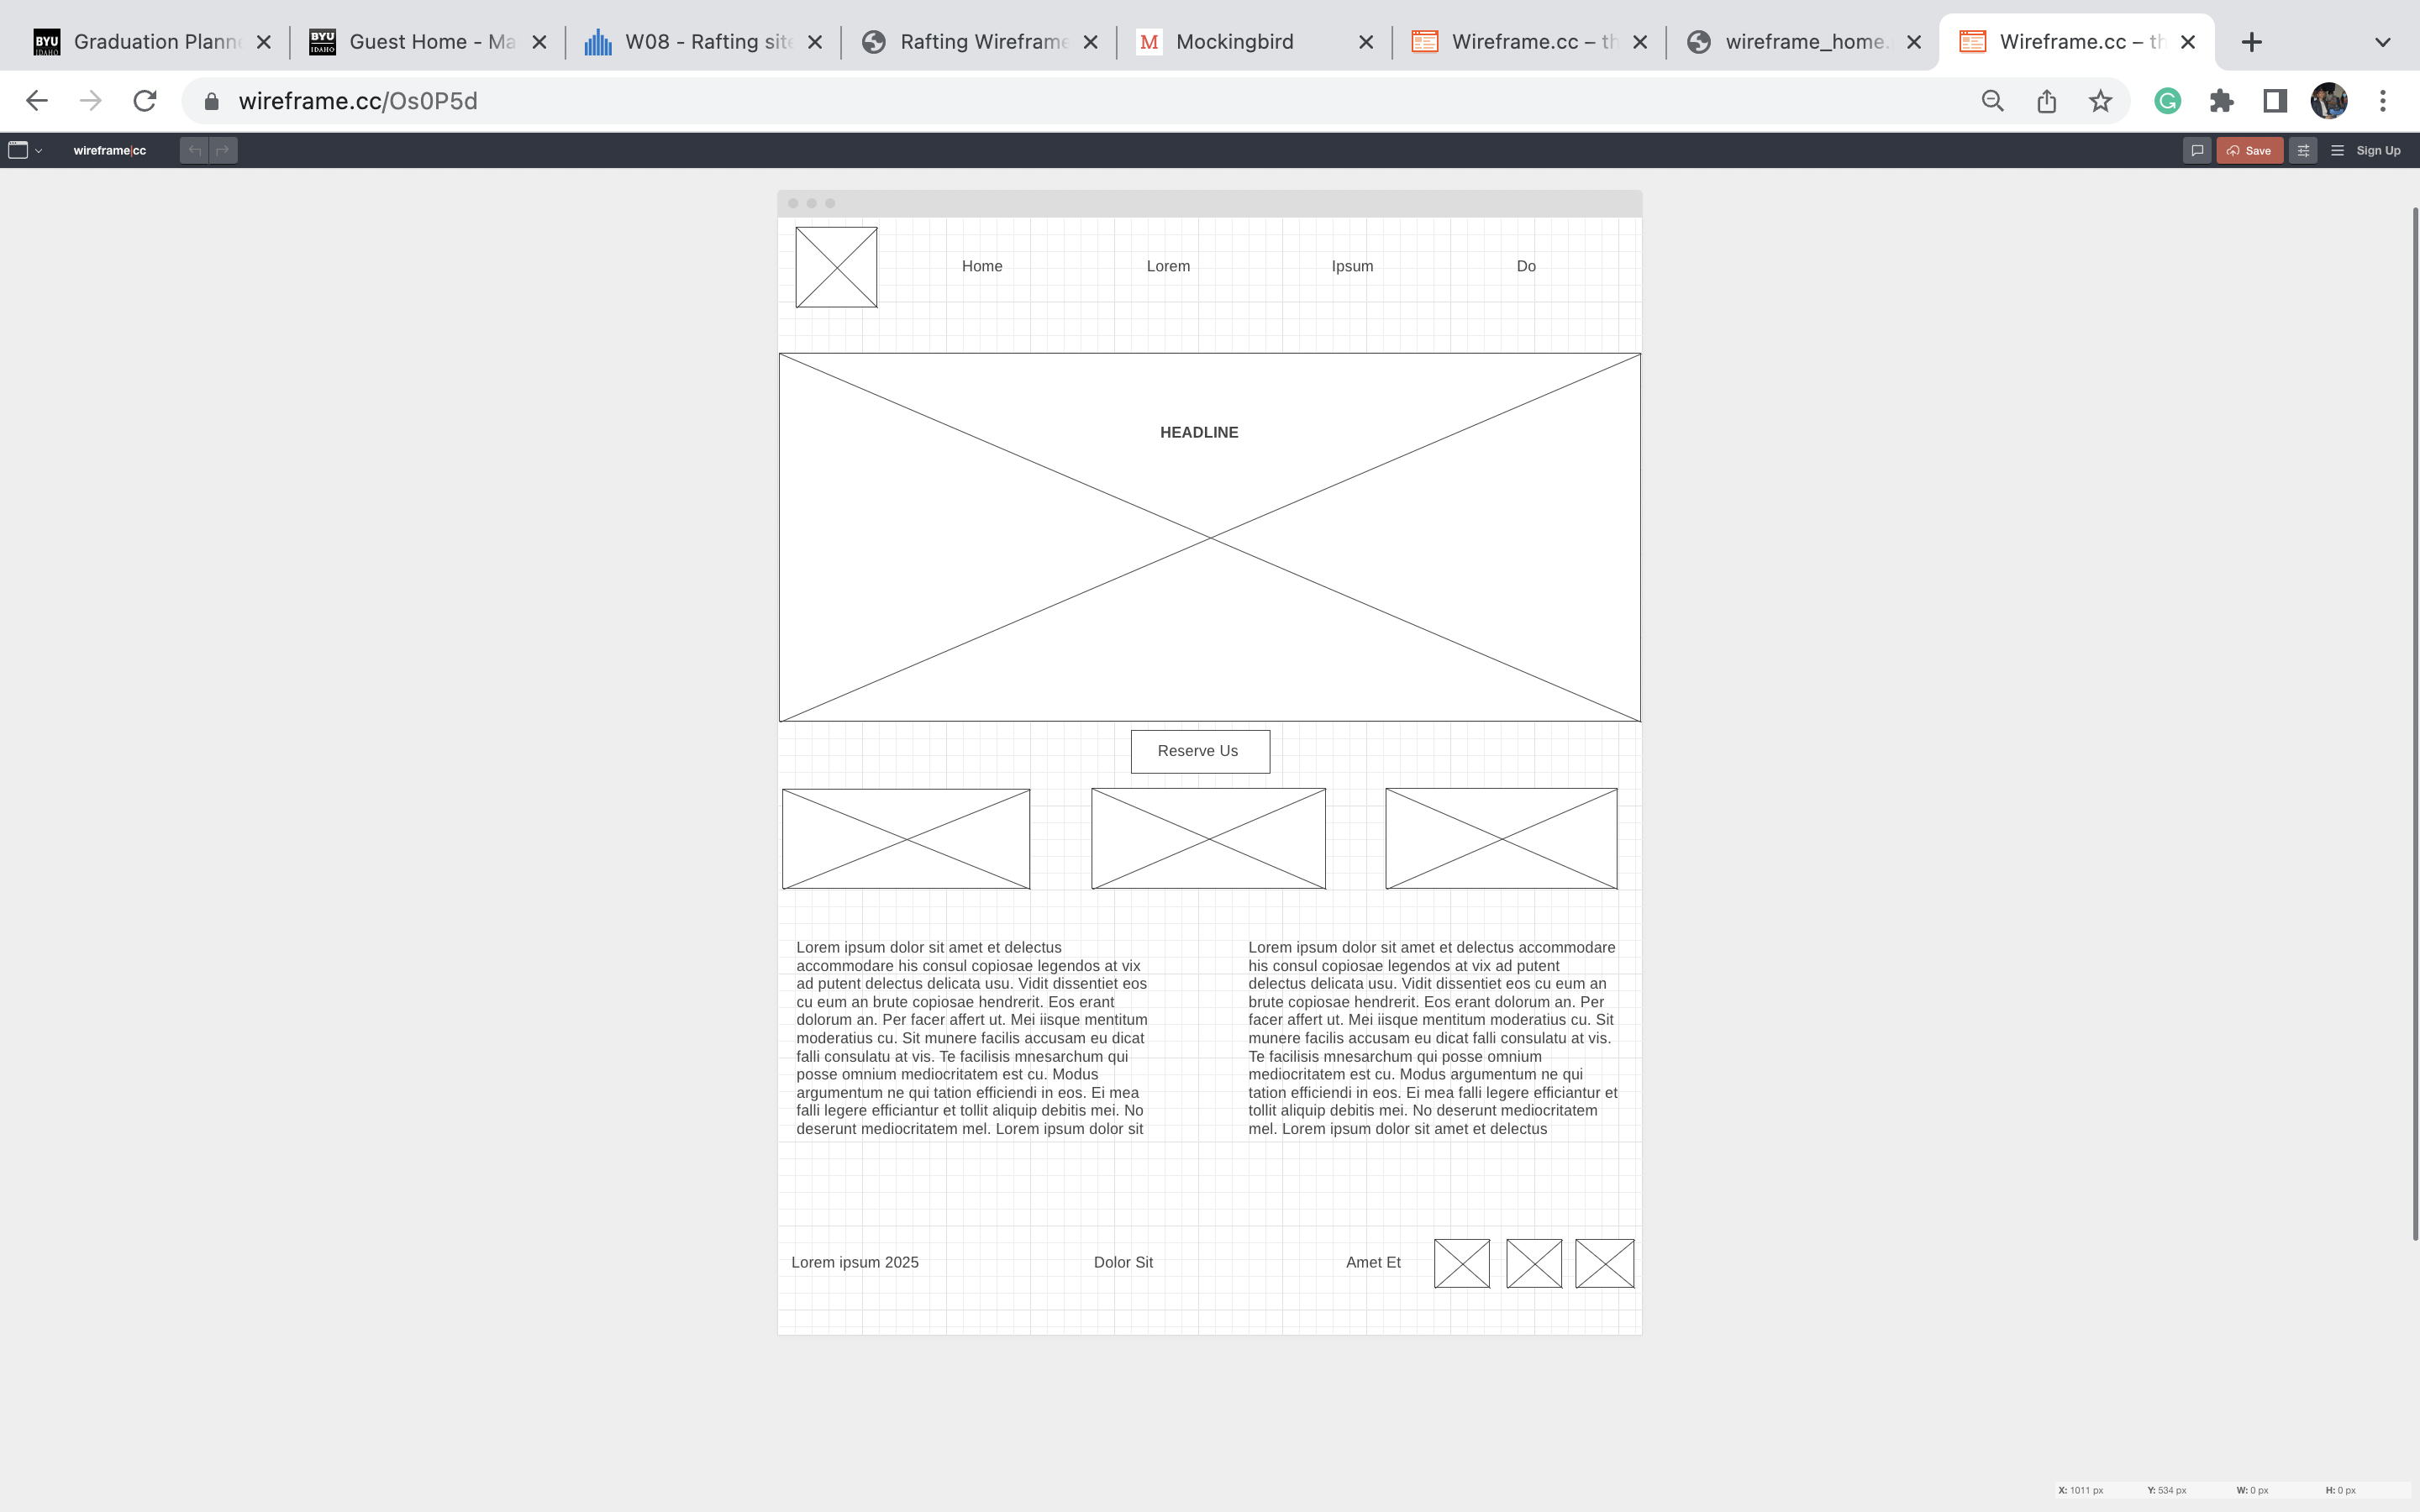 BYU IDAHO Graduation Planne
BYU IDAHO Guest Home - Ma
W08 - Rafting site
Rafting Wireframe
M Mockingbird
Wireframe.cc – th
wireframe_home.
Wireframe.cc – th
wireframe.cc/Os0P5d
G
wireframe|cc
Save
Sign Up
Home Lorem Ipsum Do
HEADLINE
Reserve Us
Lorem ipsum dolor sit amet et delectus
accommodare his consul copiosae legendos at vix
ad putent delectus delicata usu. Vidit dissentiet eos
cu eum an brute copiosae hendrerit. Eos erant
dolorum an. Per facer affert ut. Mei iisque mentitum
moderatius cu. Sit munere facilis accusam eu dicat
falli consulatu at vis. Te facilisis mnesarchum qui
posse omnium mediocritatem est cu. Modus
argumentum ne qui tation efficiendi in eos. Ei mea
falli legere efficiantur et tollit aliquip debitis mei. No
deserunt mediocritatem mel. Lorem ipsum dolor sit
Lorem ipsum dolor sit amet et delectus accommodare
his consul copiosae legendos at vix ad putent
delectus delicata usu. Vidit dissentiet eos cu eum an
brute copiosae hendrerit. Eos erant dolorum an. Per
facer affert ut. Mei iisque mentitum moderatius cu. Sit
munere facilis accusam eu dicat falli consulatu at vis.
Te facilisis mnesarchum qui posse omnium
mediocritatem est cu. Modus argumentum ne qui
tation efficiendi in eos. Ei mea falli legere efficiantur et
tollit aliquip debitis mei. No deserunt mediocritatem
mel. Lorem ipsum dolor sit amet et delectus
Lorem ipsum 2025 Dolor Sit Amet Et
X: 1011 px Y: 534 px W: 0 px H: 0 px